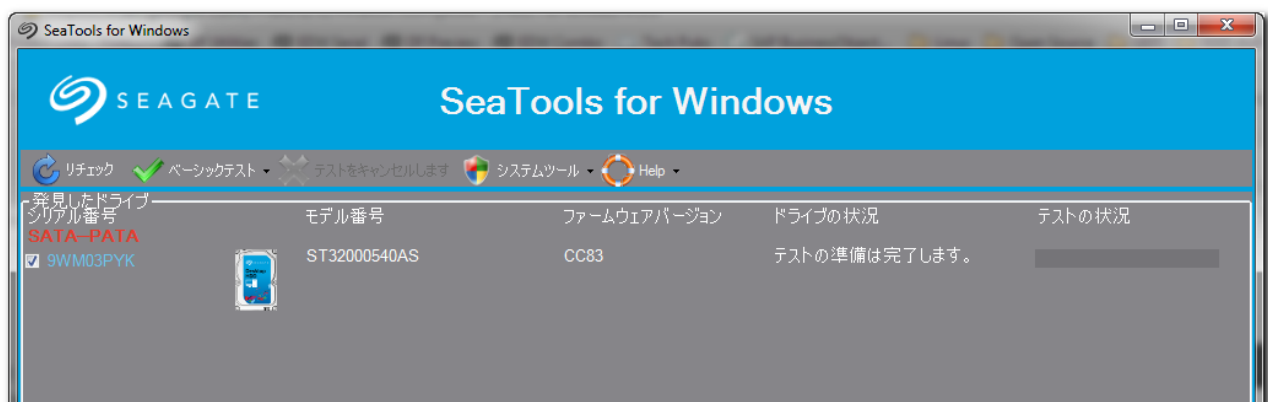 SeaTools for Windows
SEAGATE
SeaTools for Windows
リチェック ベーシックテスト テストをキャンセルします システムツール Help
発見したドライブ
シリアル番号 モデル番号 ファームウェアバージョン ドライブの状況 テストの状況
SATA—PATA
9WM03PYK ST32000540AS CC83 テストの準備は完了します。